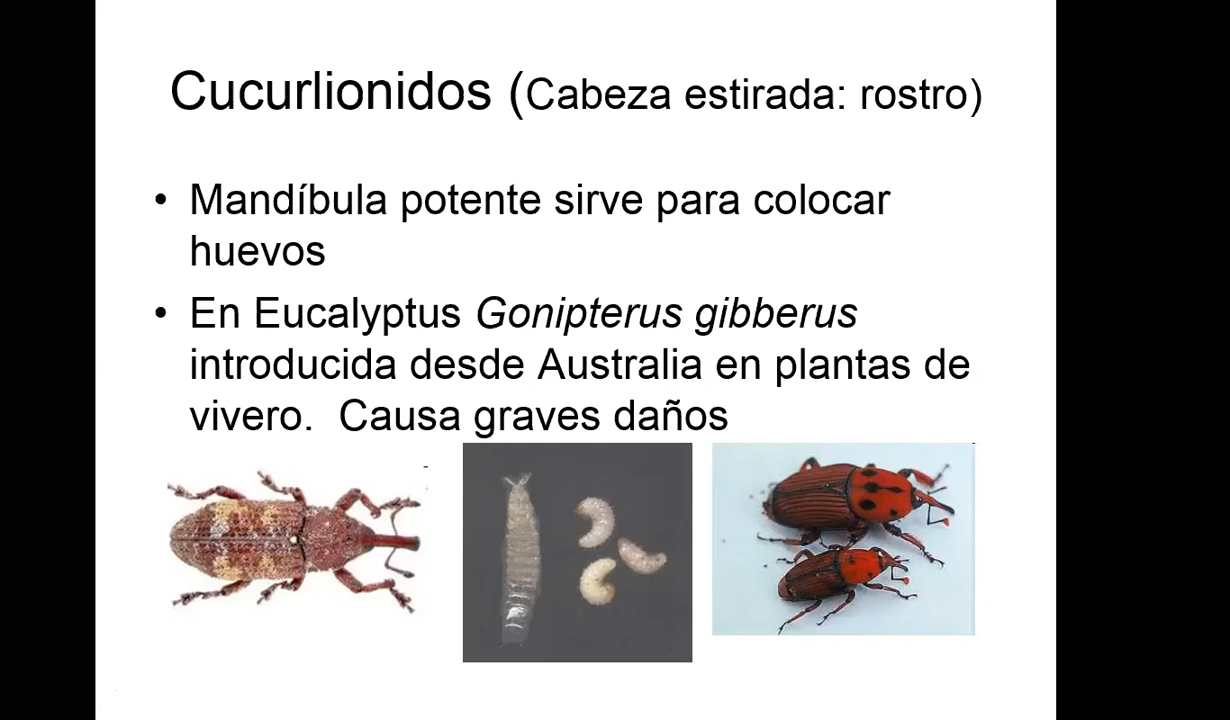 Cucurlionidos (Cabeza estirada: rostro)
• Mandíbula potente sirve para colocar
huevos
• En Eucalyptus Gonipterus gibberus
introducida desde Australia en plantas de
vivero.  Causa graves daños